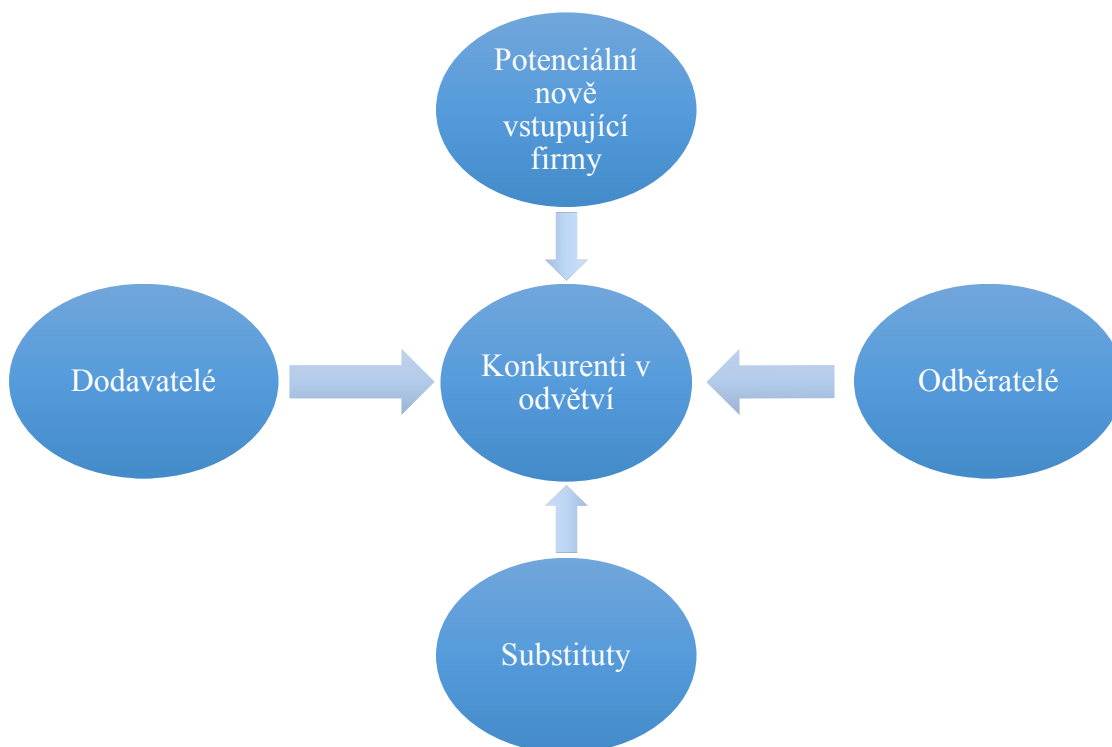 Potenciální
nově
vstupující
firmy
Dodavatelé
Konkurenti v
odvětví
Odběratelé
Substituty